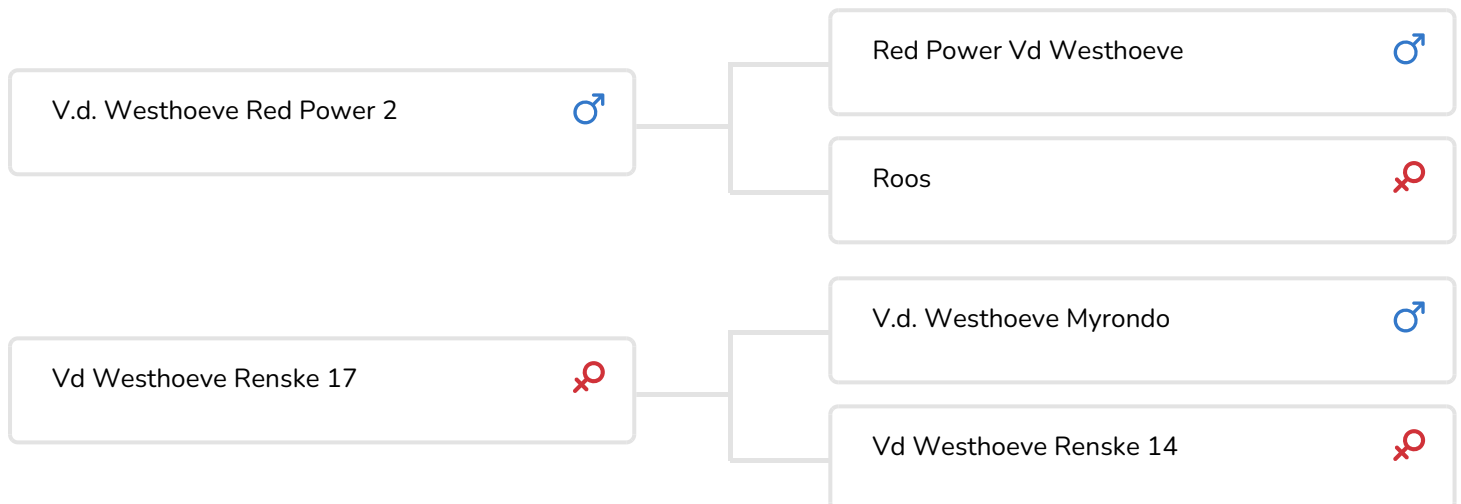 V.d. Westhoeve Red Power 2
Red Power Vd Westhoeve
Roos
Vd Westhoeve Renske 17
V.d. Westhoeve Myrondo
Vd Westhoeve Renske 14